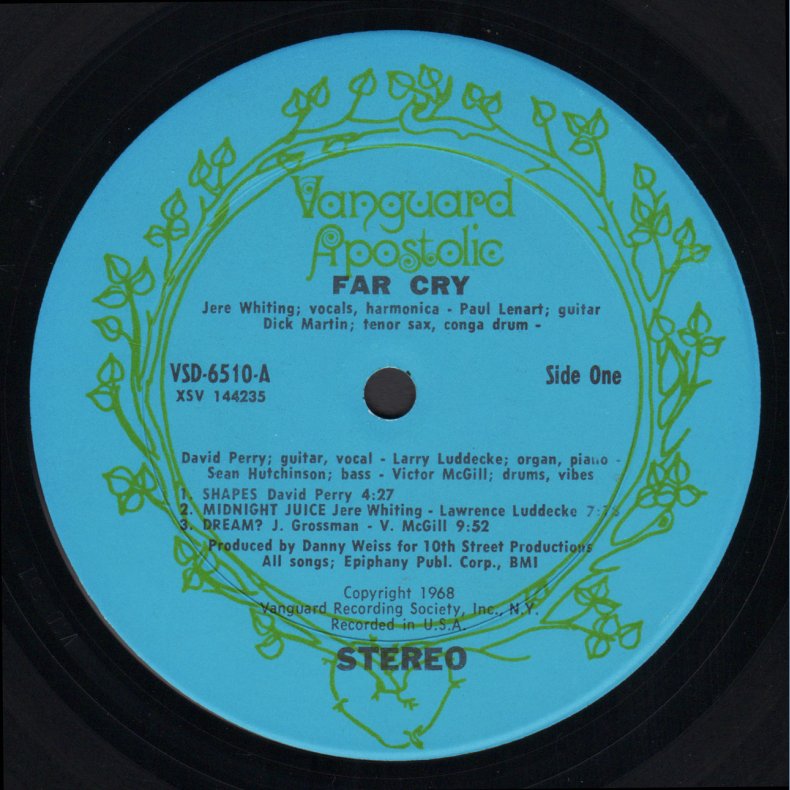 Vanguard
Apostolic
FAR CRY
Jere Whiting; vocals, harmonica - Paul Lenart; guitar
Dick Martin; tenor sax, conga drum -
VSD-6510-A
Side One
XSV 144235
David Perry; guitar, vocal - Larry Luddecke; organ, piano -
Sean Hutchinson; bass - Victor McGill; drums, vibes
1. SHAPES David Perry 4:27
2. MIDNIGHT JUICE Jere Whiting - Lawrence Luddecke
3. DREAM? J. Grossman - V. McGill 9:52
Produced by Danny Weiss for 10th Street Productions
All songs; Epiphany Publ. Corp., BMI
Copyright 1968
Vanguard Recording Society, Inc., N.Y.
Recorded in U.S.A.
STEREO